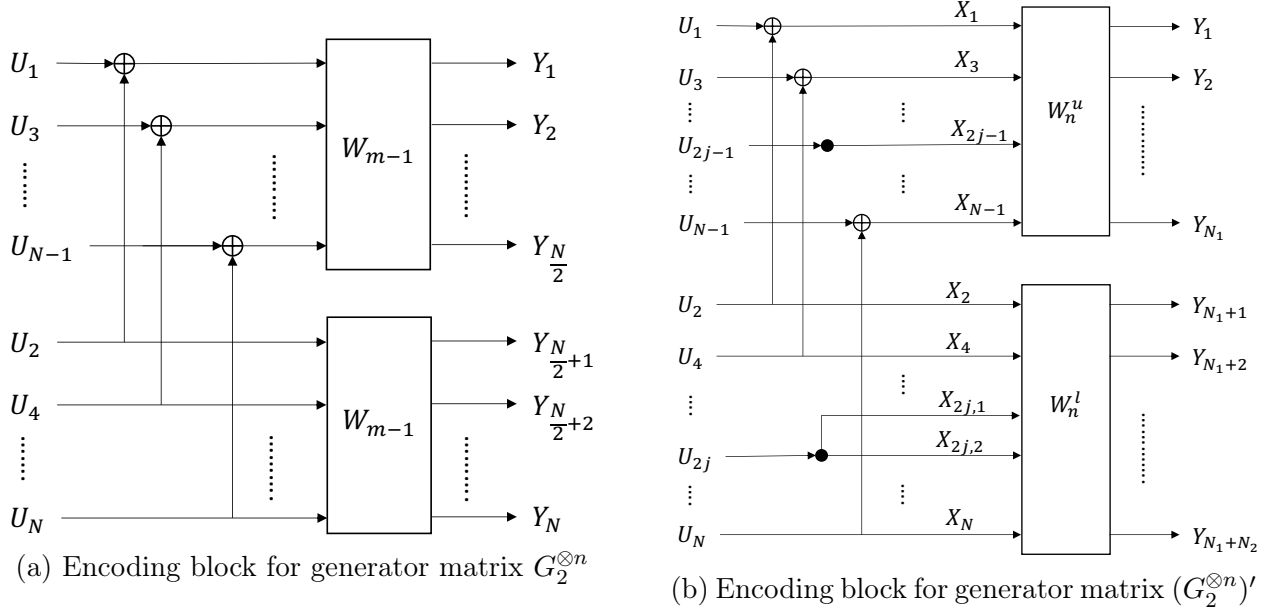 U_1
U_3
U_{N-1}
U_2
U_4
U_N
W_{m-1}
W_{m-1}
Y_1
Y_2
Y_{\frac{N}{2}}
Y_{\frac{N}{2}+1}
Y_{\frac{N}{2}+2}
Y_N
(a) Encoding block for generator matrix G_2^{⊗n}
U_1
U_3
U_{2j-1}
U_{N-1}
U_2
U_4
U_{2j}
U_N
X_1
X_3
X_{2j-1}
X_{N-1}
X_2
X_4
X_{2j,1}
X_{2j,2}
X_N
W_n^u
W_n^l
Y_1
Y_2
Y_{N_1}
Y_{N_1+1}
Y_{N_1+2}
Y_{N_1+N_2}
(b) Encoding block for generator matrix (G_2^{⊗n})′